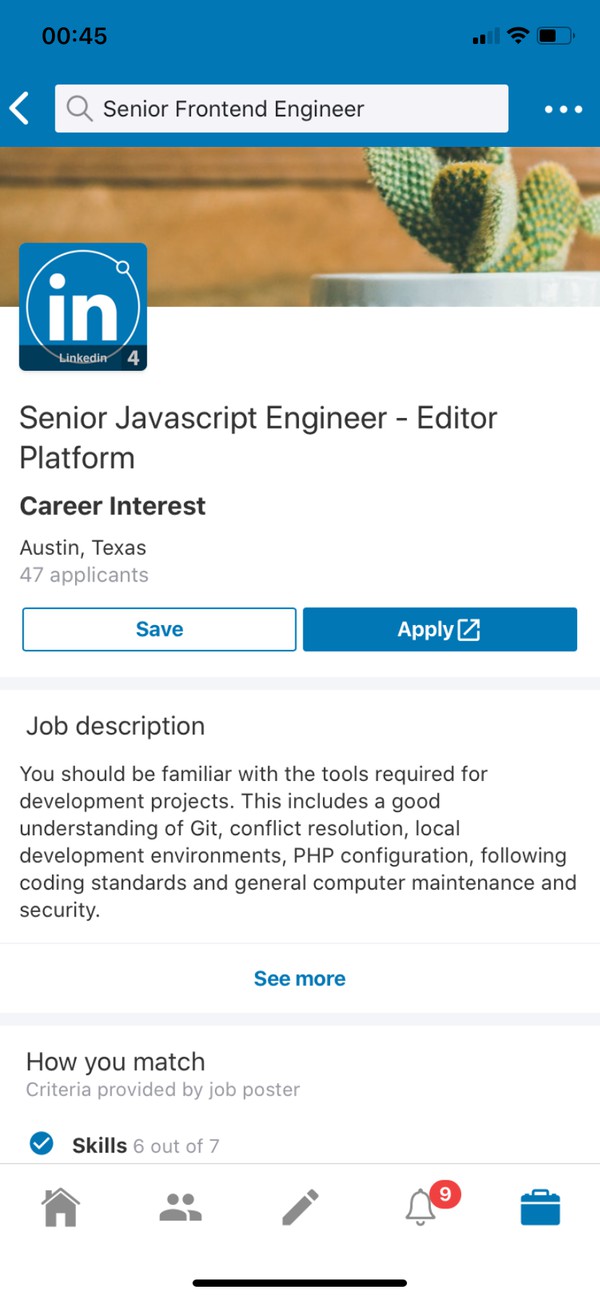 00:45
Senior Frontend Engineer
in
Linkedin 4
Senior Javascript Engineer - Editor
Platform
Career Interest
Austin, Texas
47 applicants
Save
Apply
Job description
You should be familiar with the tools required for
development projects. This includes a good
understanding of Git, conflict resolution, local
development environments, PHP configuration, following
coding standards and general computer maintenance and
security.
See more
How you match
Criteria provided by job poster
Skills 6 out of 7
9